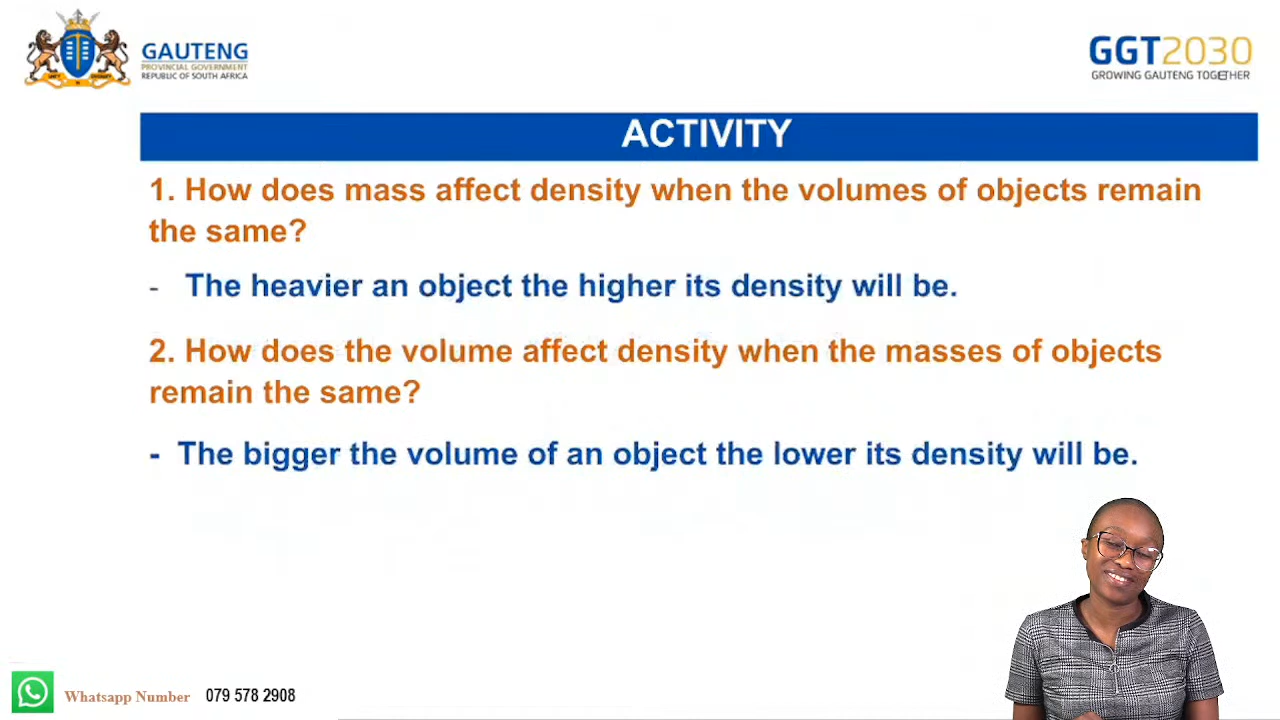 GAUTENG
PROVINCIAL GOVERNMENT
REPUBLIC OF SOUTH AFRICA
GGT2030
GROWING GAUTENG TOGETHER
ACTIVITY
1. How does mass affect density when the volumes of objects remain
the same?
- The heavier an object the higher its density will be.
2. How does the volume affect density when the masses of objects
remain the same?
- The bigger the volume of an object the lower its density will be.
Whatsapp Number 079 578 2908